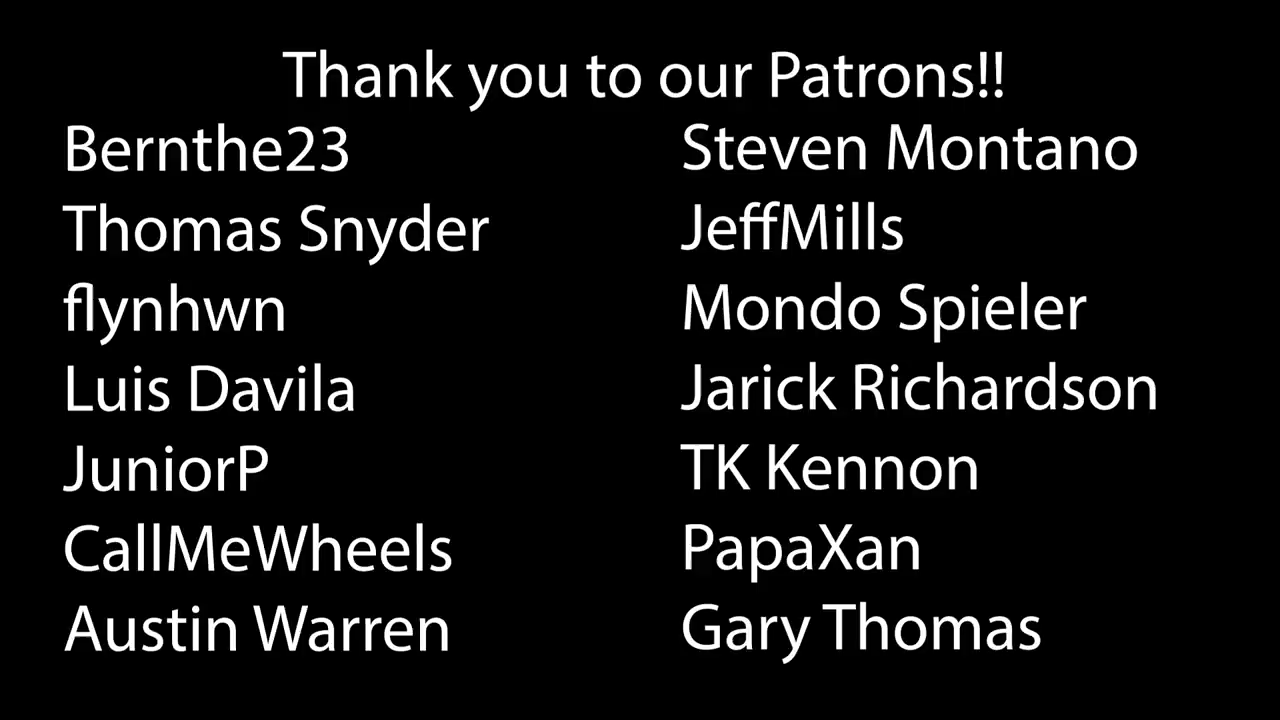 Thank you to our Patrons!!
Bernthe23
Thomas Snyder
flynhwn
Luis Davila
JuniorP
CallMeWheels
Austin Warren
Steven Montano
JeffMills
Mondo Spieler
Jarick Richardson
TK Kennon
PapaXan
Gary Thomas